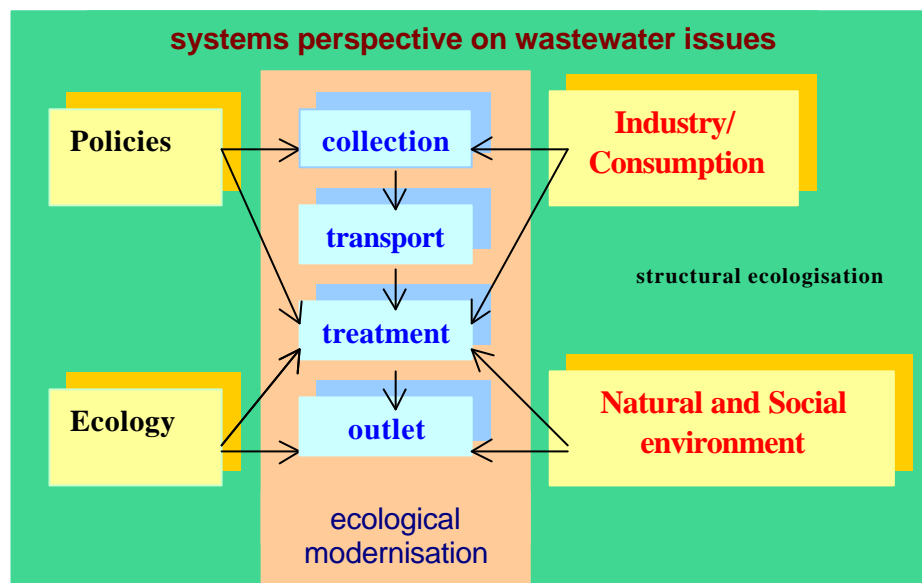 systems perspective on wastewater issues
Policies
collection
Industry/
Consumption
transport
structural ecologisation
treatment
Ecology
outlet
Natural and Social
environment
ecological
modernisation